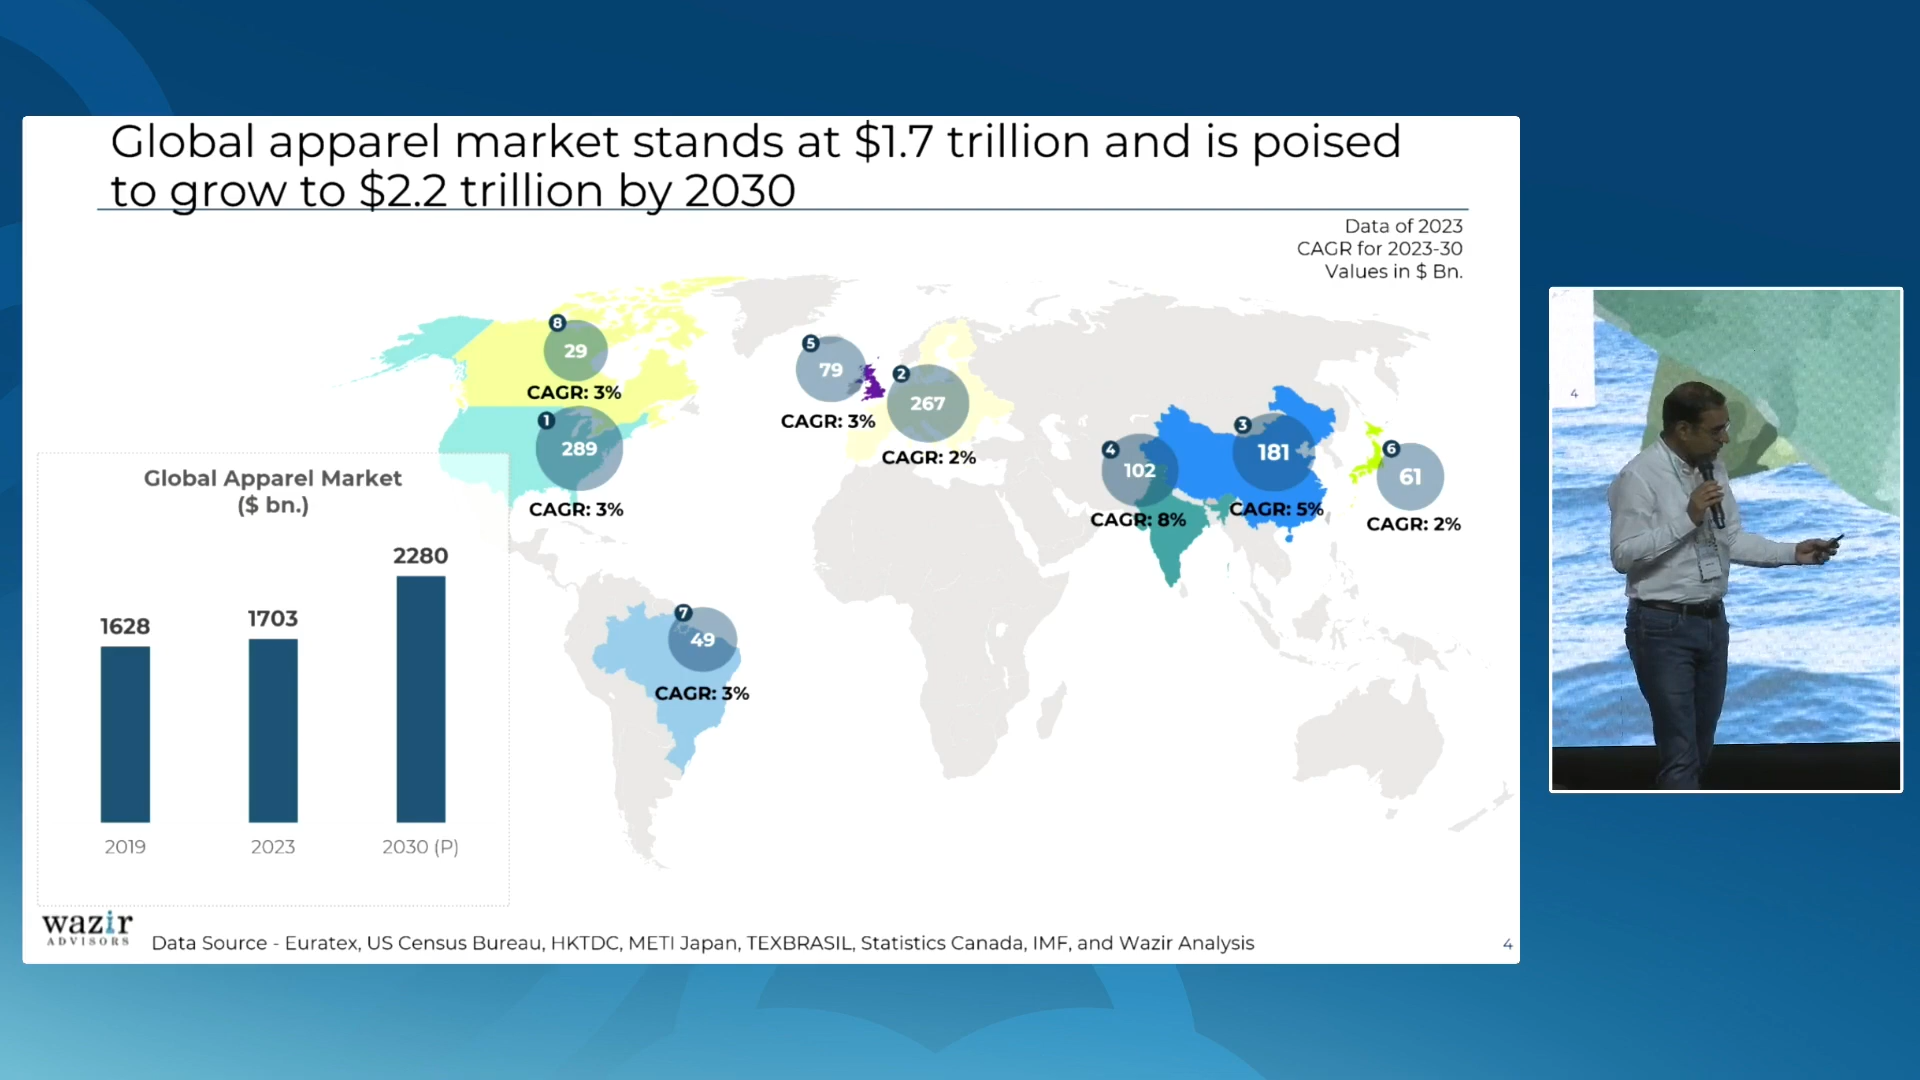 Global apparel market stands at $1.7 trillion and is poised
to grow to $2.2 trillion by 2030
Data of 2023
CAGR for 2023-30
Values in $ Bn.
8
29
CAGR: 3%
1
289
CAGR: 3%
5
79
CAGR: 3%
2
267
CAGR: 2%
4
102
CAGR: 8%
3
181
CAGR: 5%
6
61
CAGR: 2%
7
49
CAGR: 3%
Global Apparel Market
($ bn.)
1628
1703
2280
2019
2023
2030 (P)
wazir
ADVISORS
Data Source - Euratex, US Census Bureau, HKTDC, METI Japan, TEXBRASIL, Statistics Canada, IMF, and Wazir Analysis
4
4